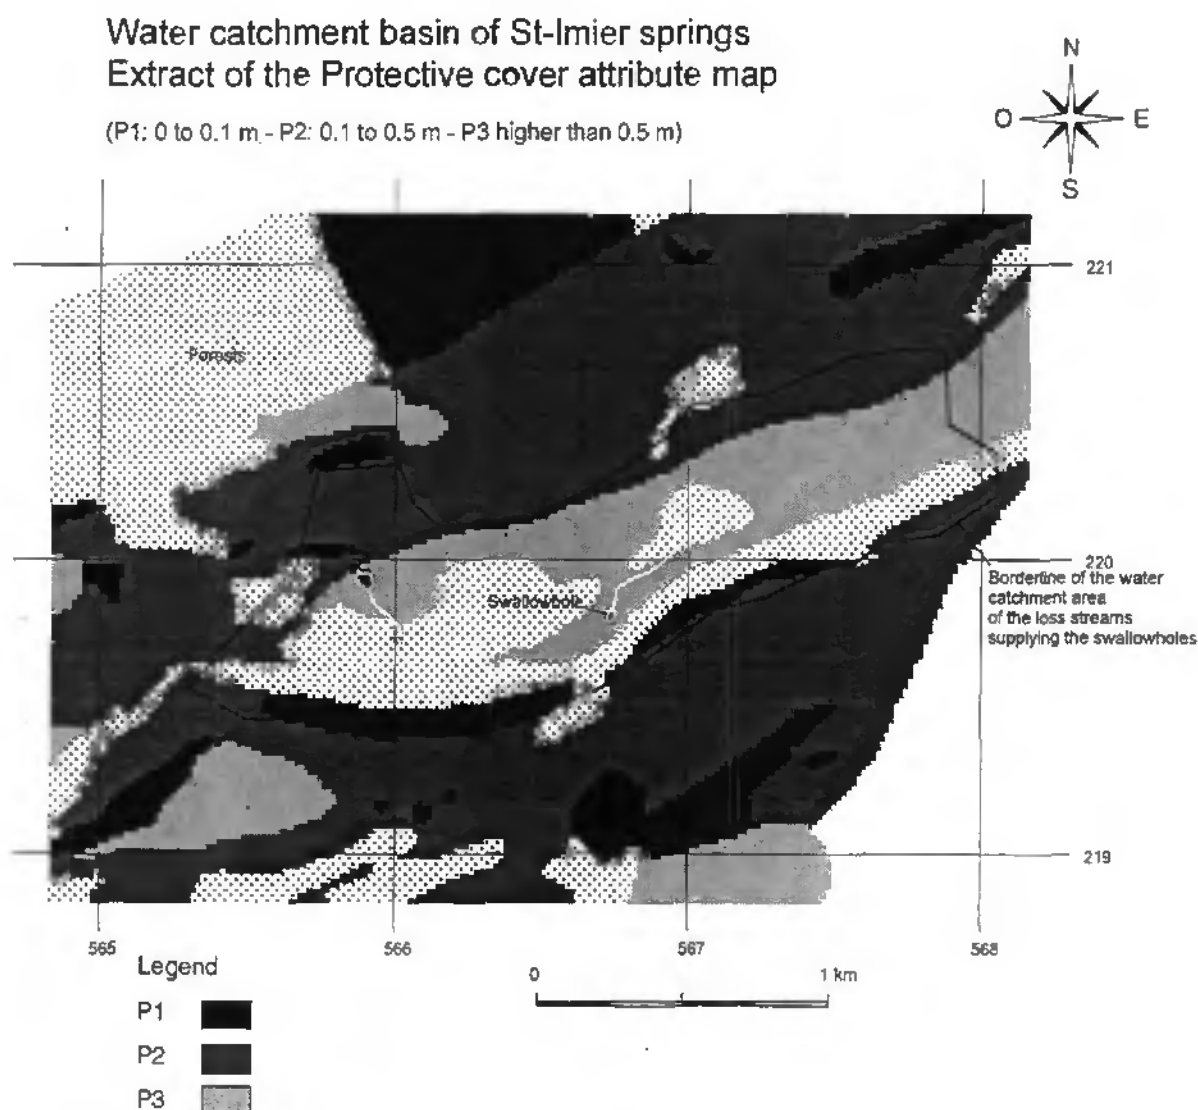 Water catchment basin of St-Imier springs
Extract of the Protective cover attribute map
(P1: 0 to 0.1 m - P2: 0.1 to 0.5 m - P3 higher than 0.5 m)
N
O
E
S
221
Forests
220
Swallowhole
Borderline of the water
catchment area
of the loss streams
supplying the swallowholes
219
565
566
567
568
Legend
0
1 km
P1
P2
P3